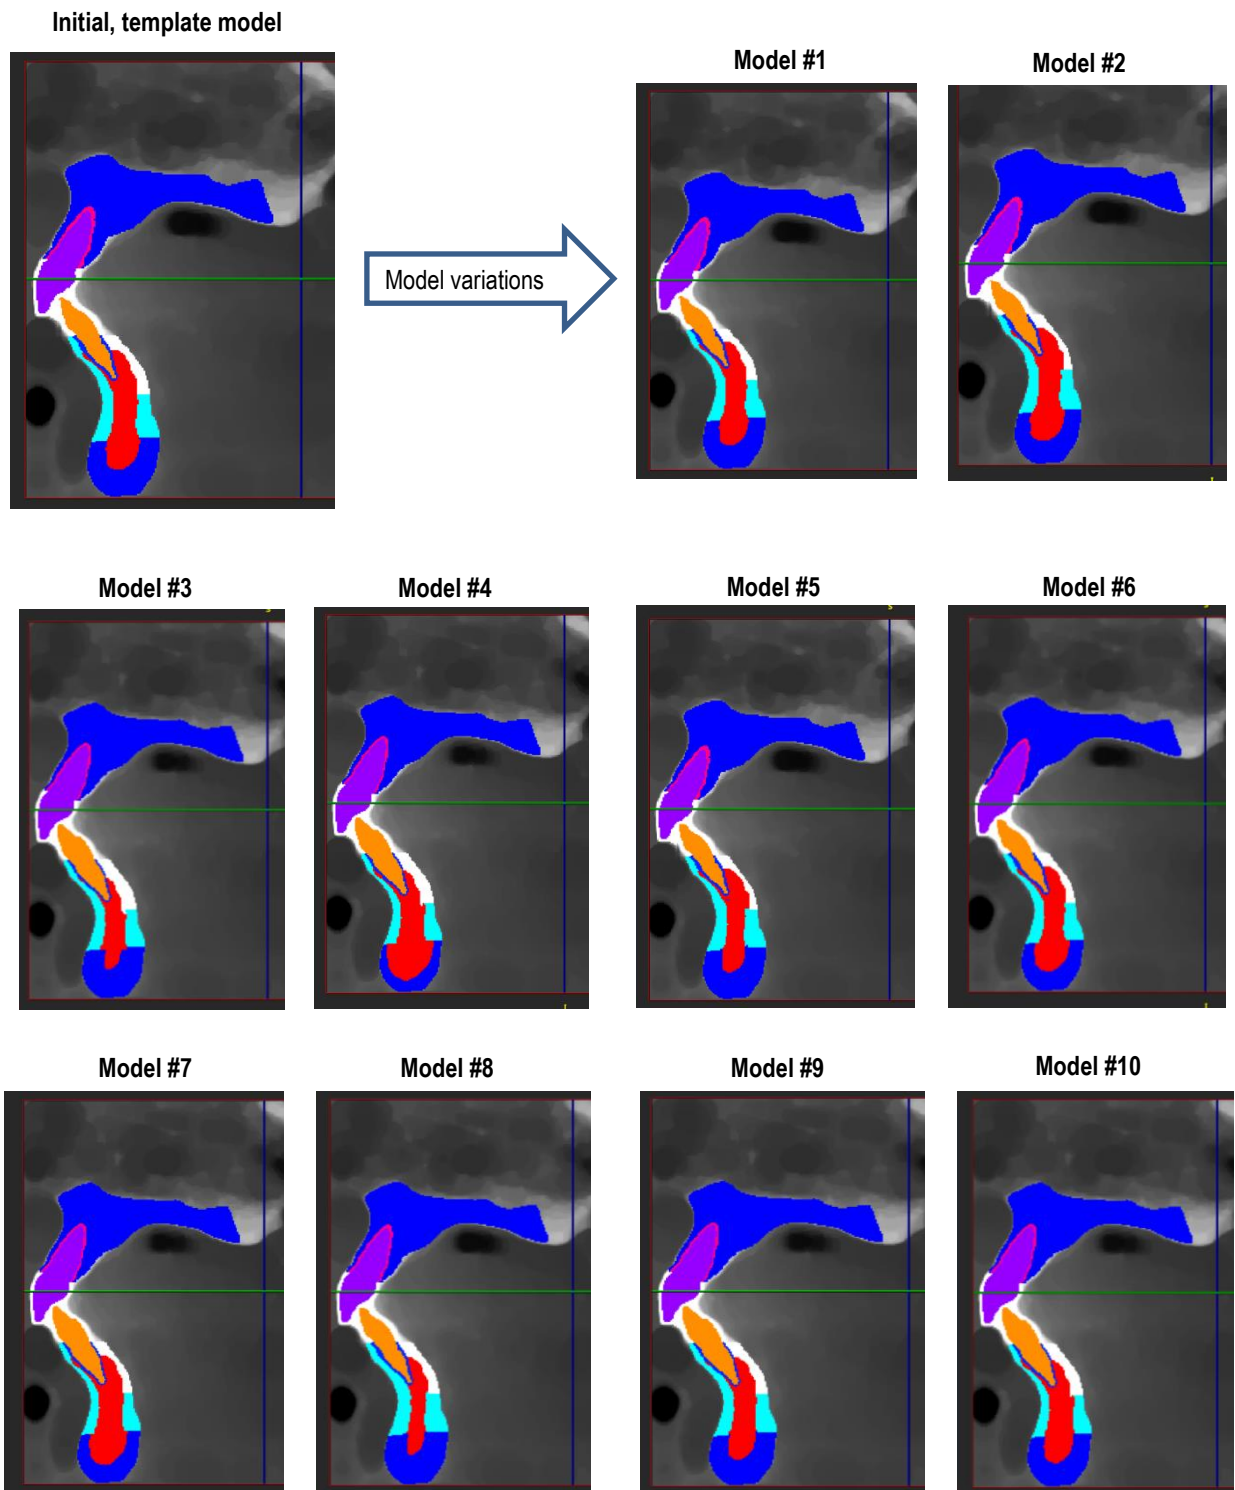 Initial, template model
Model #1
Model #2
Model variations
Model #3
Model #4
Model #5
Model #6
Model #7
Model #8
Model #9
Model #10